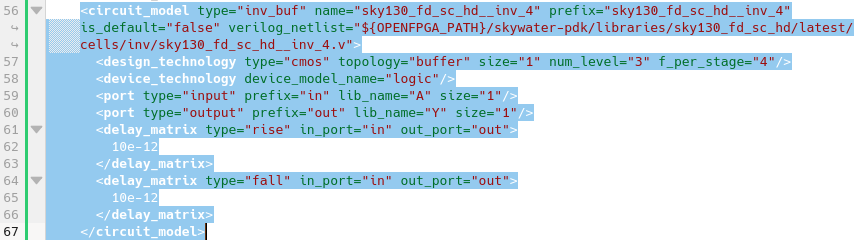 56 <circuit_model type="inv_buf" name="sky130_fd_sc_hd__inv_4" prefix="sky130_fd_sc_hd__inv_4"
is_default="false" verilog_netlist="${OPENFPGA_PATH}/skywater-pdk/libraries/sky130_fd_sc_hd/latest/
cells/inv/sky130_fd_sc_hd__inv_4.v">
57 <design_technology type="cmos" topology="buffer" size="1" num_level="3" f_per_stage="4"/>
58 <device_technology device_model_name="logic"/>
59 <port type="input" prefix="in" lib_name="A" size="1"/>
60 <port type="output" prefix="out" lib_name="Y" size="1"/>
61 <delay_matrix type="rise" in_port="in" out_port="out">
62 10e-12
63 </delay_matrix>
64 <delay_matrix type="fall" in_port="in" out_port="out">
65 10e-12
66 </delay_matrix>
67 </circuit_model>